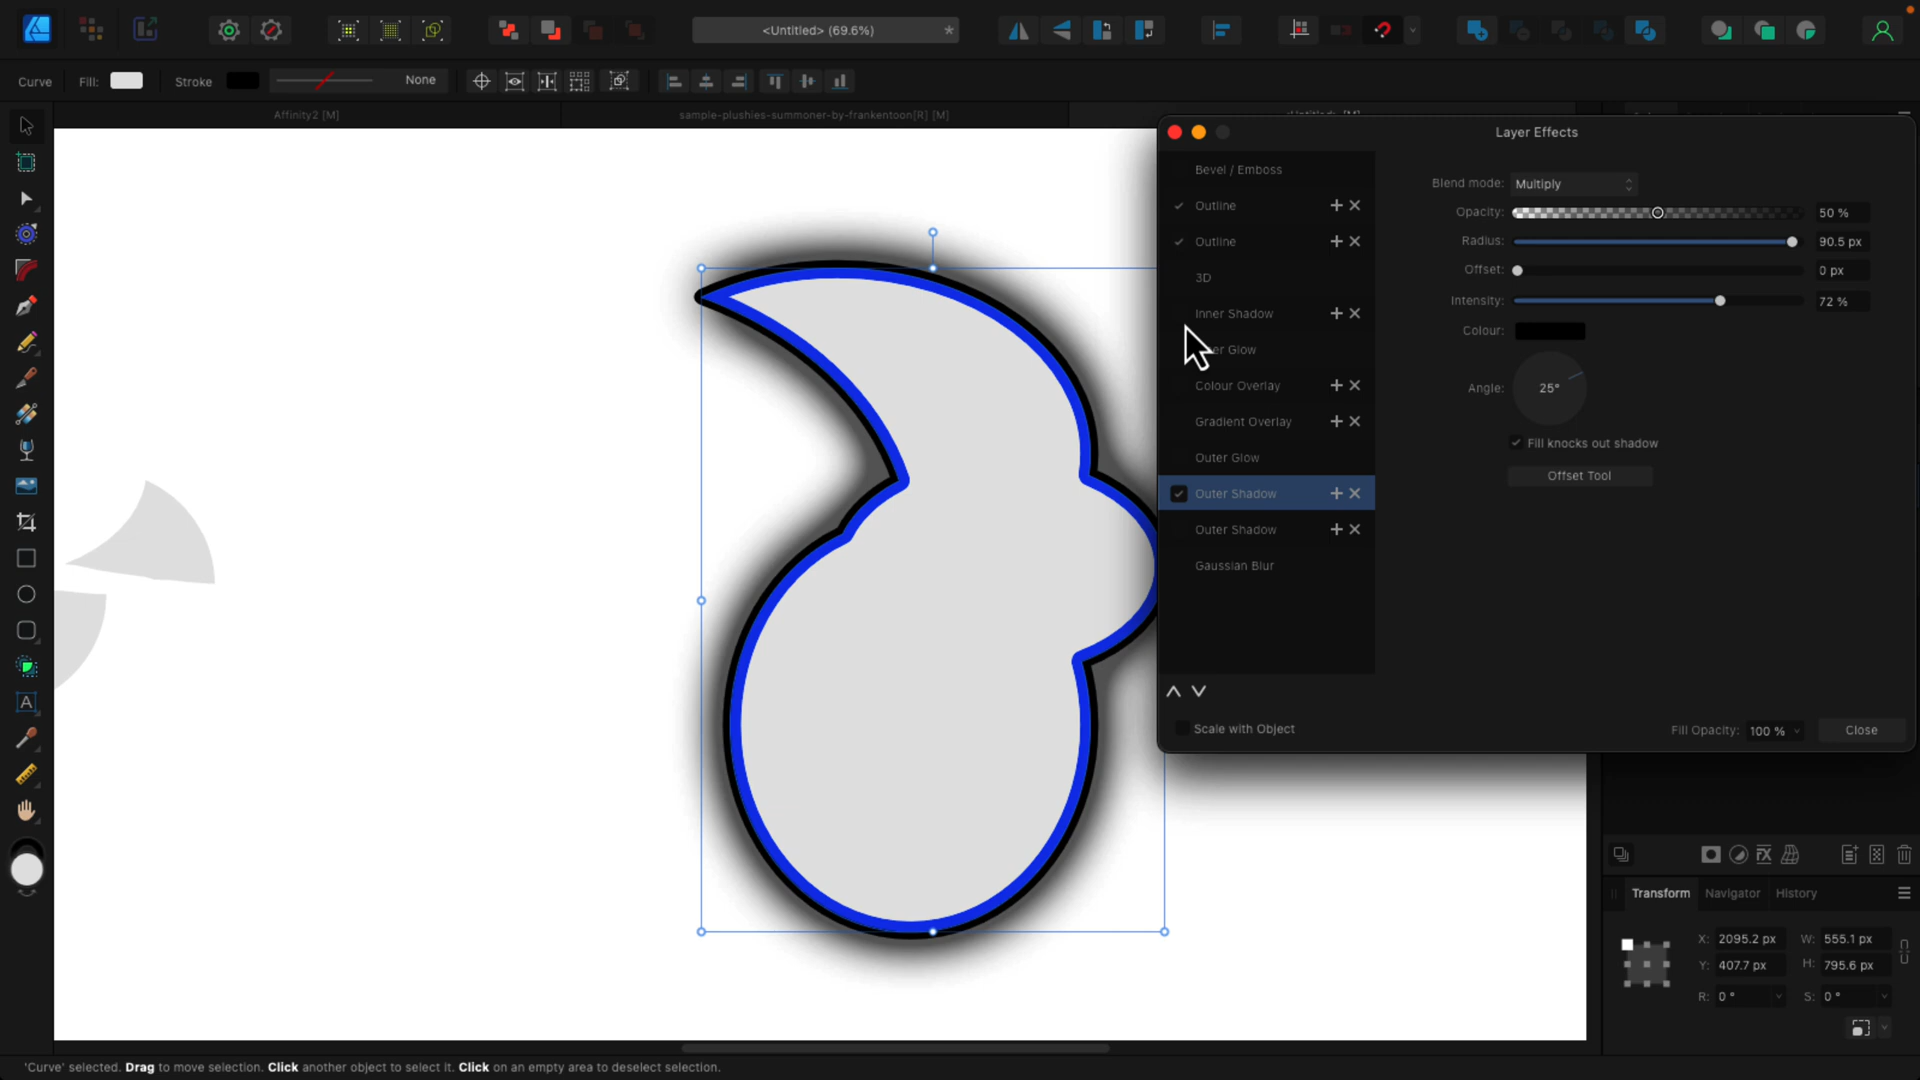 <Untitled> (69.6%)
*
Curve
Fill:
Stroke
None
Affinity2 [M]
sample-plushies-summoner-by-frankentoon[R] [M]
Layer Effects
Bevel / Emboss
Outline
Outline
3D
Inner Shadow
er Glow
Colour Overlay
Gradient Overlay
Outer Glow
Outer Shadow
Outer Shadow
Gaussian Blur
Scale with Object
Blend mode: Multiply
Opacity: 50 %
Radius: 90.5 px
Offset: 0 px
Intensity: 72 %
Colour:
Angle: 25°
Fill knocks out shadow
Offset Tool
Fill Opacity: 100 %
Close
A
FX
Transform
Navigator
History
X: 2095.2 px
W: 555.1 px
Y: 407.7 px
H: 795.6 px
R: 0 °
S: 0 °
'Curve' selected. Drag to move selection. Click another object to select it. Click on an empty area to deselect selection.